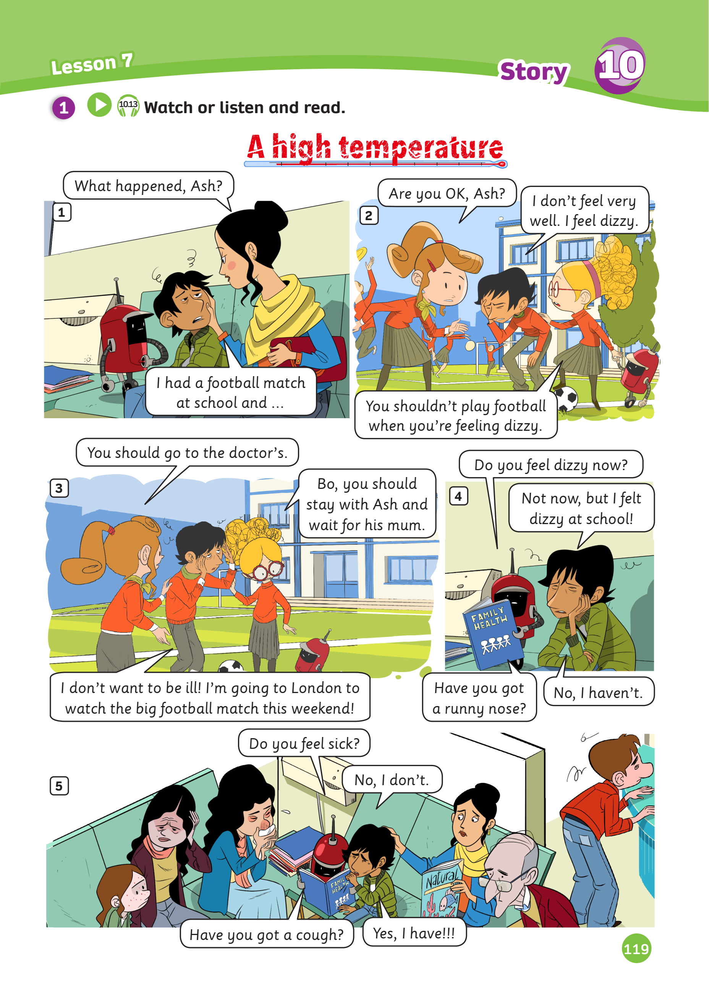 Lesson 7
Story
10
1
10.13
Watch or listen and read.
A high temperature
What happened, Ash?
1
I had a football match
at school and ...
Are you OK, Ash?
2
I don't feel very
well. I feel dizzy.
You shouldn't play football
when you're feeling dizzy.
You should go to the doctor's.
3
Bo, you should
stay with Ash and
wait for his mum.
I don't want to be ill! I'm going to London to
watch the big football match this weekend!
Do you feel dizzy now?
4
Not now, but I felt
dizzy at school!
FAMILY
HEALTH
Have you got
a runny nose?
No, I haven't.
Do you feel sick?
5
No, I don't.
FAMILY
HEALTH
Natural
Have you got a cough?
Yes, I have!!!
119